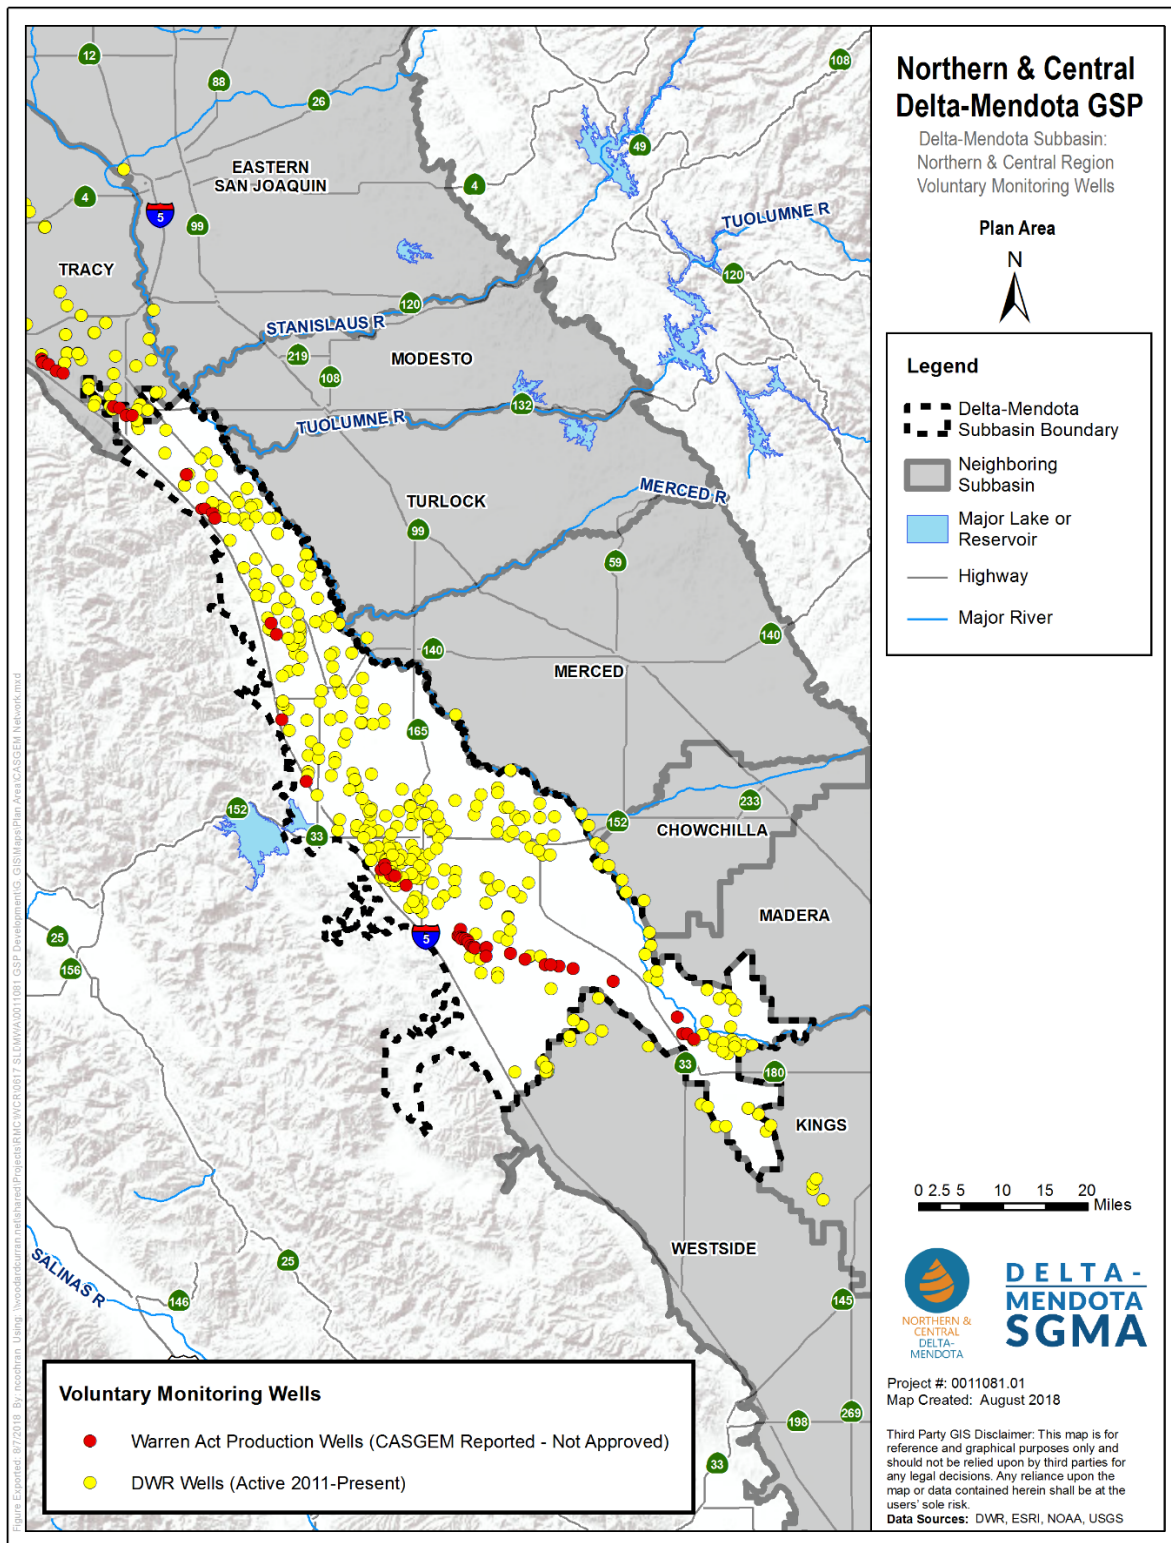 Northern & Central
Delta-Mendota GSP
Delta-Mendota Subbasin:
Northern & Central Region
Voluntary Monitoring Wells
Plan Area
N
Legend
Delta-Mendota
Subbasin Boundary
Neighboring
Subbasin
Major Lake or
Reservoir
Highway
Major River
0 2.5 5 10 15 20
Miles
NORTHERN &
CENTRAL
DELTA-
MENDOTA
DELTA-
MENDOTA
SGMA
Project #: 0011081.01
Map Created: August 2018
Third Party GIS Disclaimer: This map is for
reference and graphical purposes only and
should not be relied upon by third parties for
any legal decisions. Any reliance upon the
map or data contained herein shall be at the
users' sole risk.
Data Sources: DWR, ESRI, NOAA, USGS
12
88
26
108
49
EASTERN
SAN JOAQUIN
4
4
5
99
TUOLUMNE R
TRACY
120
120
STANISLAUS R
219
MODESTO
108
132
TUOLUMNE R
MERCED R
TURLOCK
99
59
140
140
MERCED
165
233
152
152
CHOWCHILLA
33
MADERA
25
5
156
33
180
KINGS
WESTSIDE
SALINAS R
25
146
145
198
269
33
Voluntary Monitoring Wells
Warren Act Production Wells (CASGEM Reported - Not Approved)
DWR Wells (Active 2011-Present)